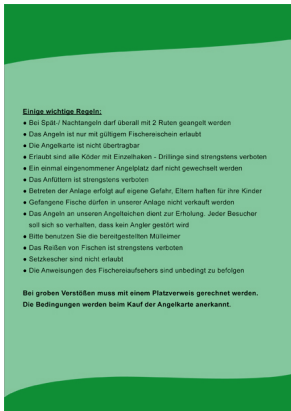 Einige wichtige Regeln:
● Bei Spät-/ Nachtangeln darf überall mit 2 Ruten geangelt werden
● Das Angeln ist nur mit gültigem Fischereischein erlaubt
● Die Angelkarte ist nicht übertragbar
● Erlaubt sind alle Köder mit Einzelhaken - Drillinge sind strengstens verboten
● Ein einmal eingenommener Angelplatz darf nicht gewechselt werden
● Das Anfüttern ist strengstens verboten
● Betreten der Anlage erfolgt auf eigene Gefahr, Eltern haften für ihre Kinder
● Gefangene Fische dürfen in unserer Anlage nicht verkauft werden
● Das Angeln an unseren Angelteichen dient zur Erholung. Jeder Besucher
soll sich so verhalten, dass kein Angler gestört wird
● Bitte benutzen Sie die bereitgestellten Mülleimer
● Das Reißen von Fischen ist strengstens verboten
● Setzkescher sind nicht erlaubt
● Die Anweisungen des Fischereiaufsehers sind unbedingt zu befolgen
Bei groben Verstößen muss mit einem Platzverweis gerechnet werden.
Die Bedingungen werden beim Kauf der Angelkarte anerkannt.